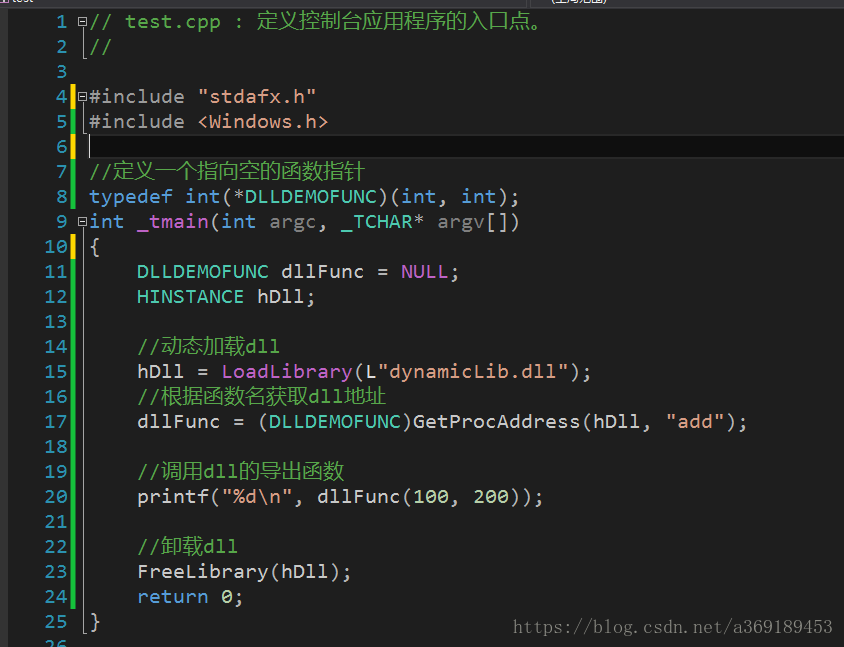 test
(全局范围)
1 // test.cpp : 定义控制台应用程序的入口点。
2 //
3
4 #include "stdafx.h"
5 #include <Windows.h>
6
7 //定义一个指向空的函数指针
8 typedef int(*DLLDEMOFUNC)(int, int);
9 int _tmain(int argc, _TCHAR* argv[])
10 {
11     DLLDEMOFUNC dllFunc = NULL;
12     HINSTANCE hDll;
13
14     //动态加载dll
15     hDll = LoadLibrary(L"dynamicLib.dll");
16     //根据函数名获取dll地址
17     dllFunc = (DLLDEMOFUNC)GetProcAddress(hDll, "add");
18
19     //调用dll的导出函数
20     printf("%d\n", dllFunc(100, 200));
21
22     //卸载dll
23     FreeLibrary(hDll);
24     return 0;
25 }
26
https://blog.csdn.net/a369189453